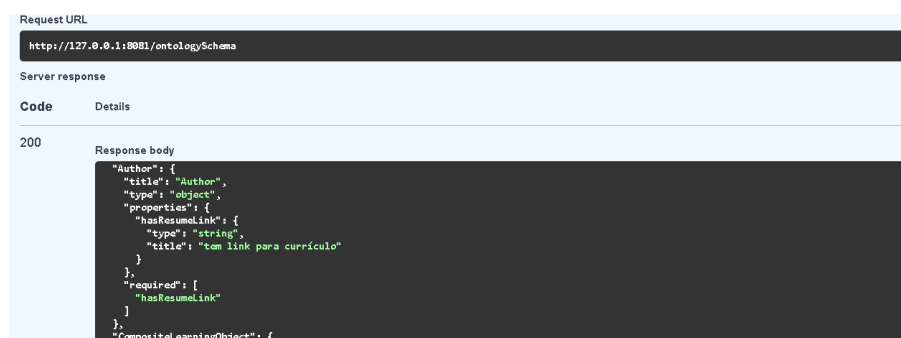 Request URL
http://127.0.0.1:8081/ontologySchema
Server response
Code Details
200
Response body
"Author": {
"title": "Author",
"type": "object",
"properties": {
"hasResumeLink": {
"type": "string",
"title": "tem link para currículo"
}
},
"required": [
"hasResumeLink"
]
},
"CompositeLearningObject": {